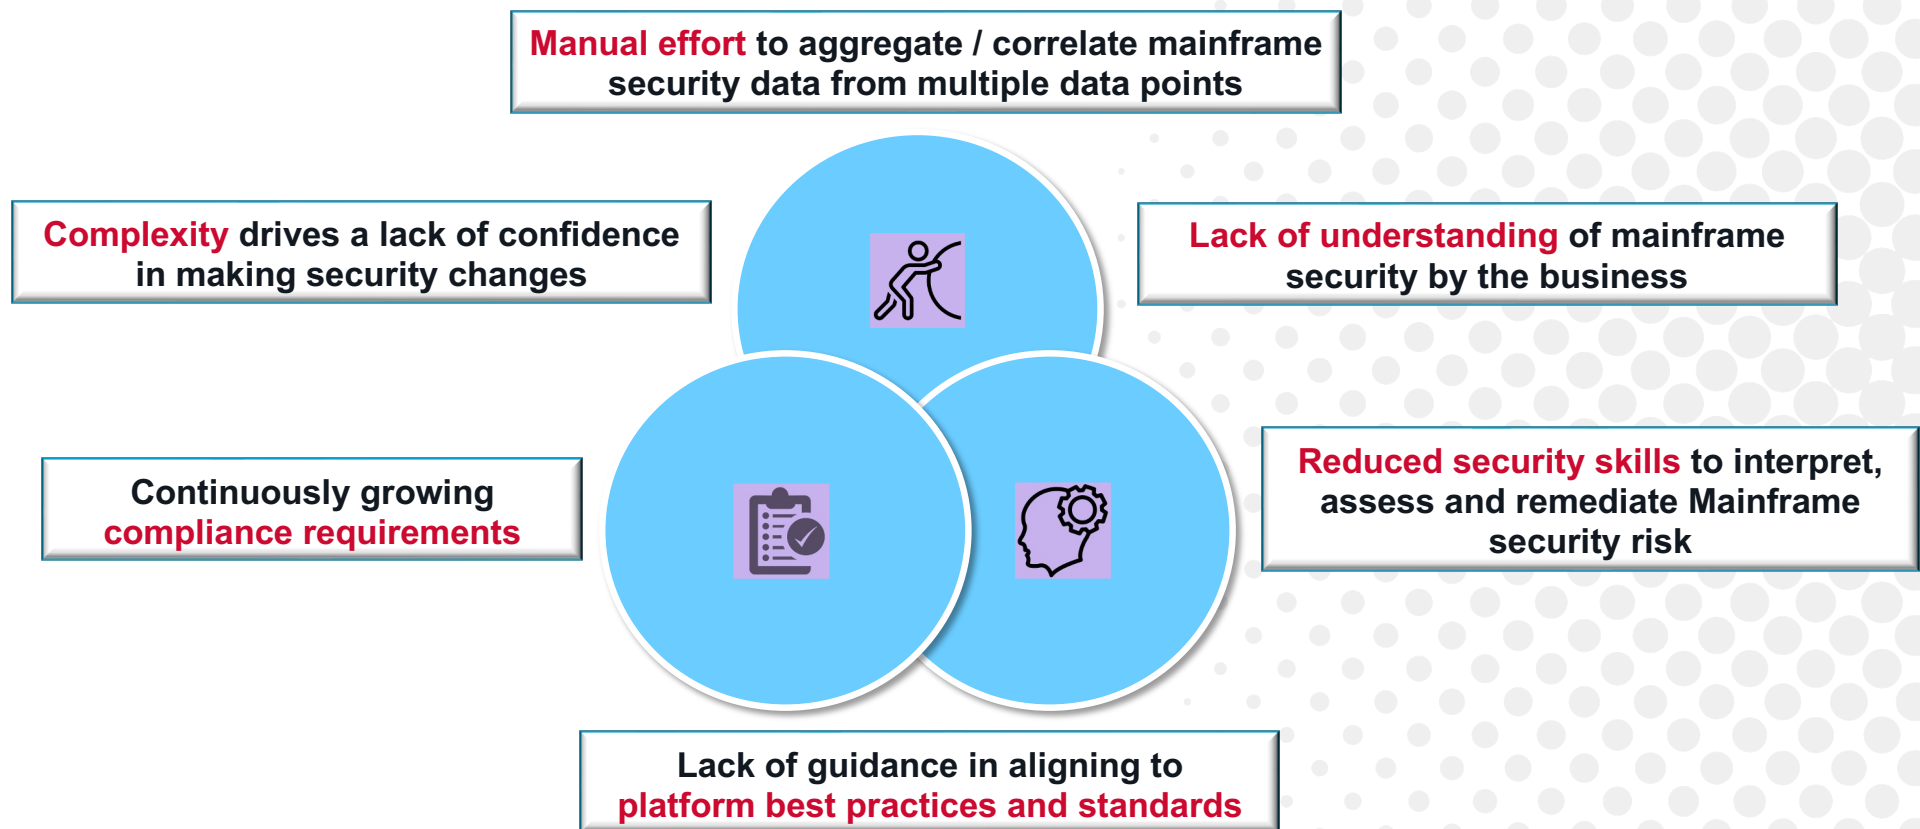 Manual effort to aggregate / correlate mainframe
security data from multiple data points
Complexity drives a lack of confidence
in making security changes
Lack of understanding of mainframe
security by the business
Continuously growing
compliance requirements
Reduced security skills to interpret,
assess and remediate Mainframe
security risk
Lack of guidance in aligning to
platform best practices and standards